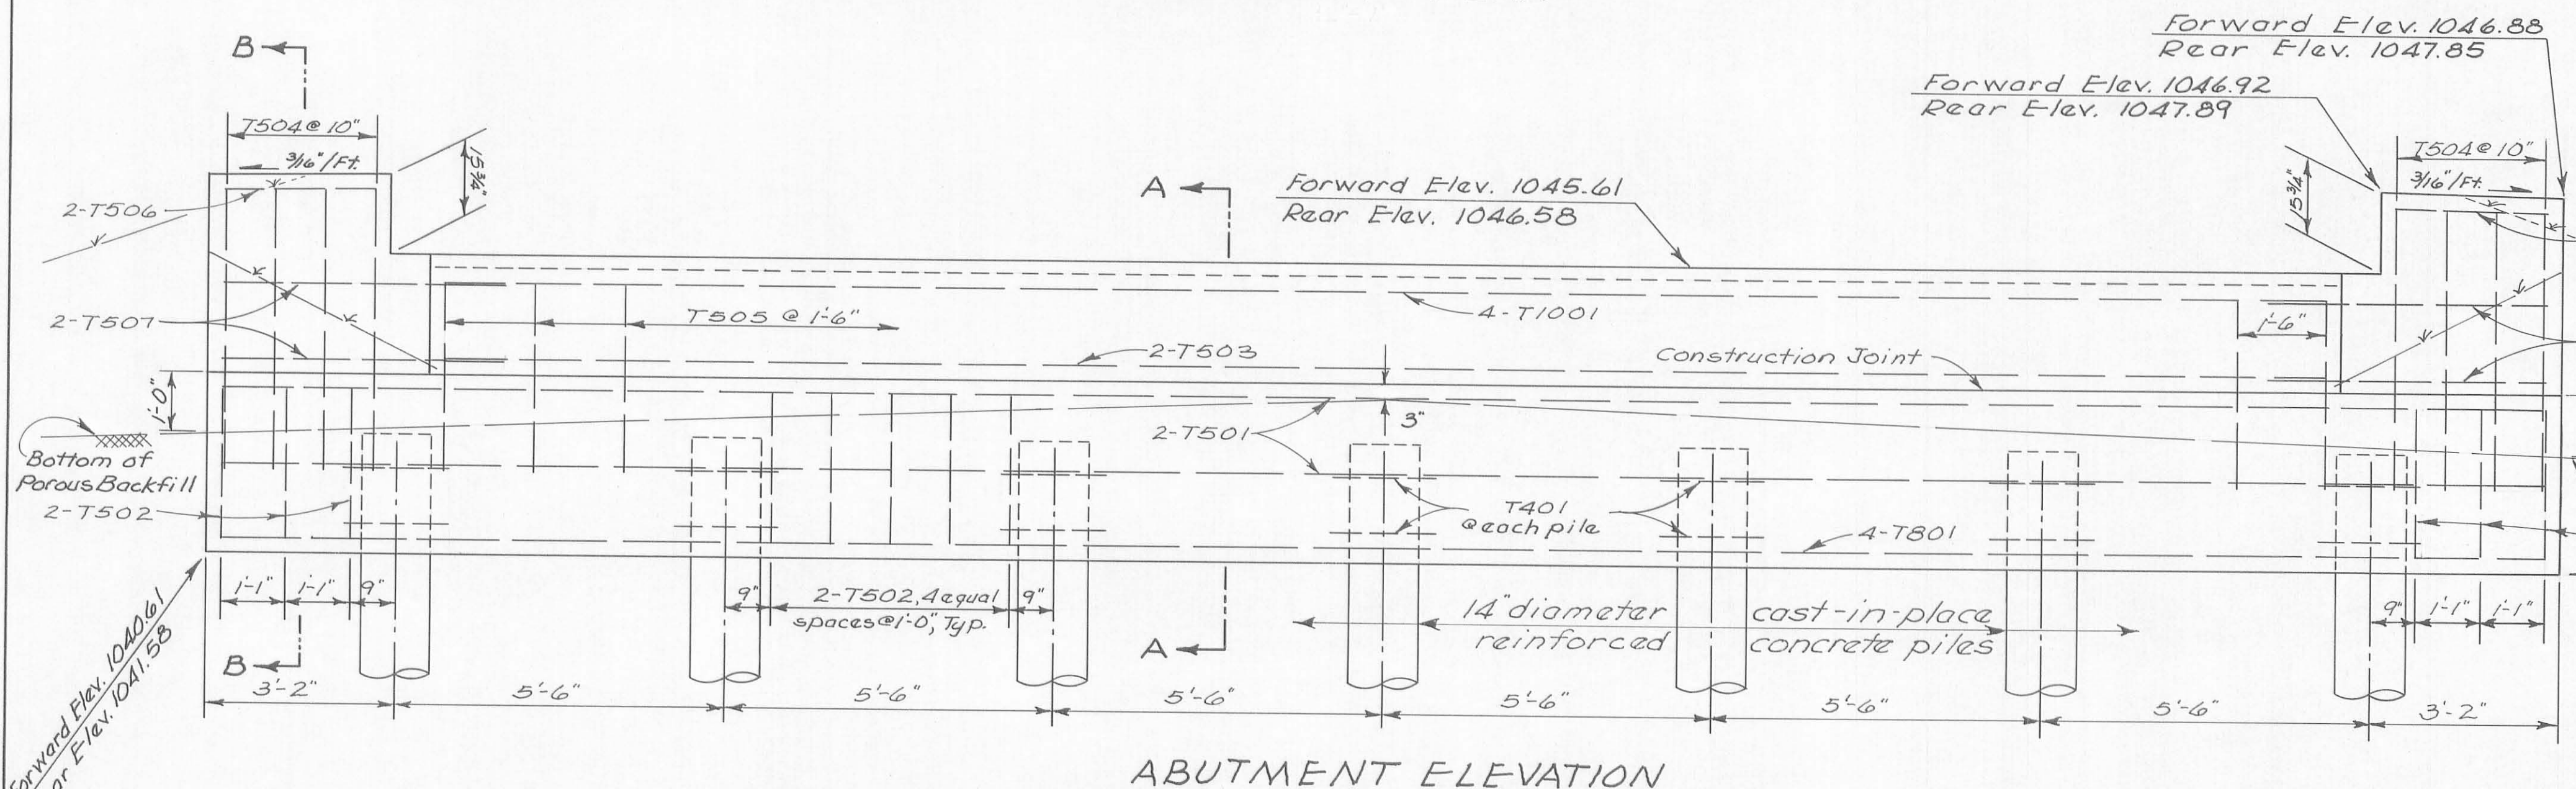 Forward Elev. 1046.88
Rear Elev. 1047.85
B
Forward Elev. 1046.92
Rear Elev. 1047.89
T504@10"
3/16"/Ft.
15 3/4"
A
Forward Elev. 1045.61
Rear Elev. 1046.58
T504@10"
3/16"/Ft.
15 3/4"
2-T506
2-T507
T505 @ 1'-6"
4-T1001
1'-6"
2-T503
Construction Joint
1'-0"
2-T501
3"
Bottom of
Porous Backfill
2-T502
T401
@each pile
4-T801
1'-1"
1'-1"
9"
9"
2-T502, 4 equal
spaces@1'-0", Typ.
9"
14" diameter
reinforced
cast-in-place
concrete piles
9"
1'-1"
1'-1"
Forward Elev. 1040.61
Elev. 1041.58
B
A
3'-2"
5'-6"
5'-6"
5'-6"
5'-6"
5'-6"
5'-6"
3'-2"
ABUTMENT ELEVATION